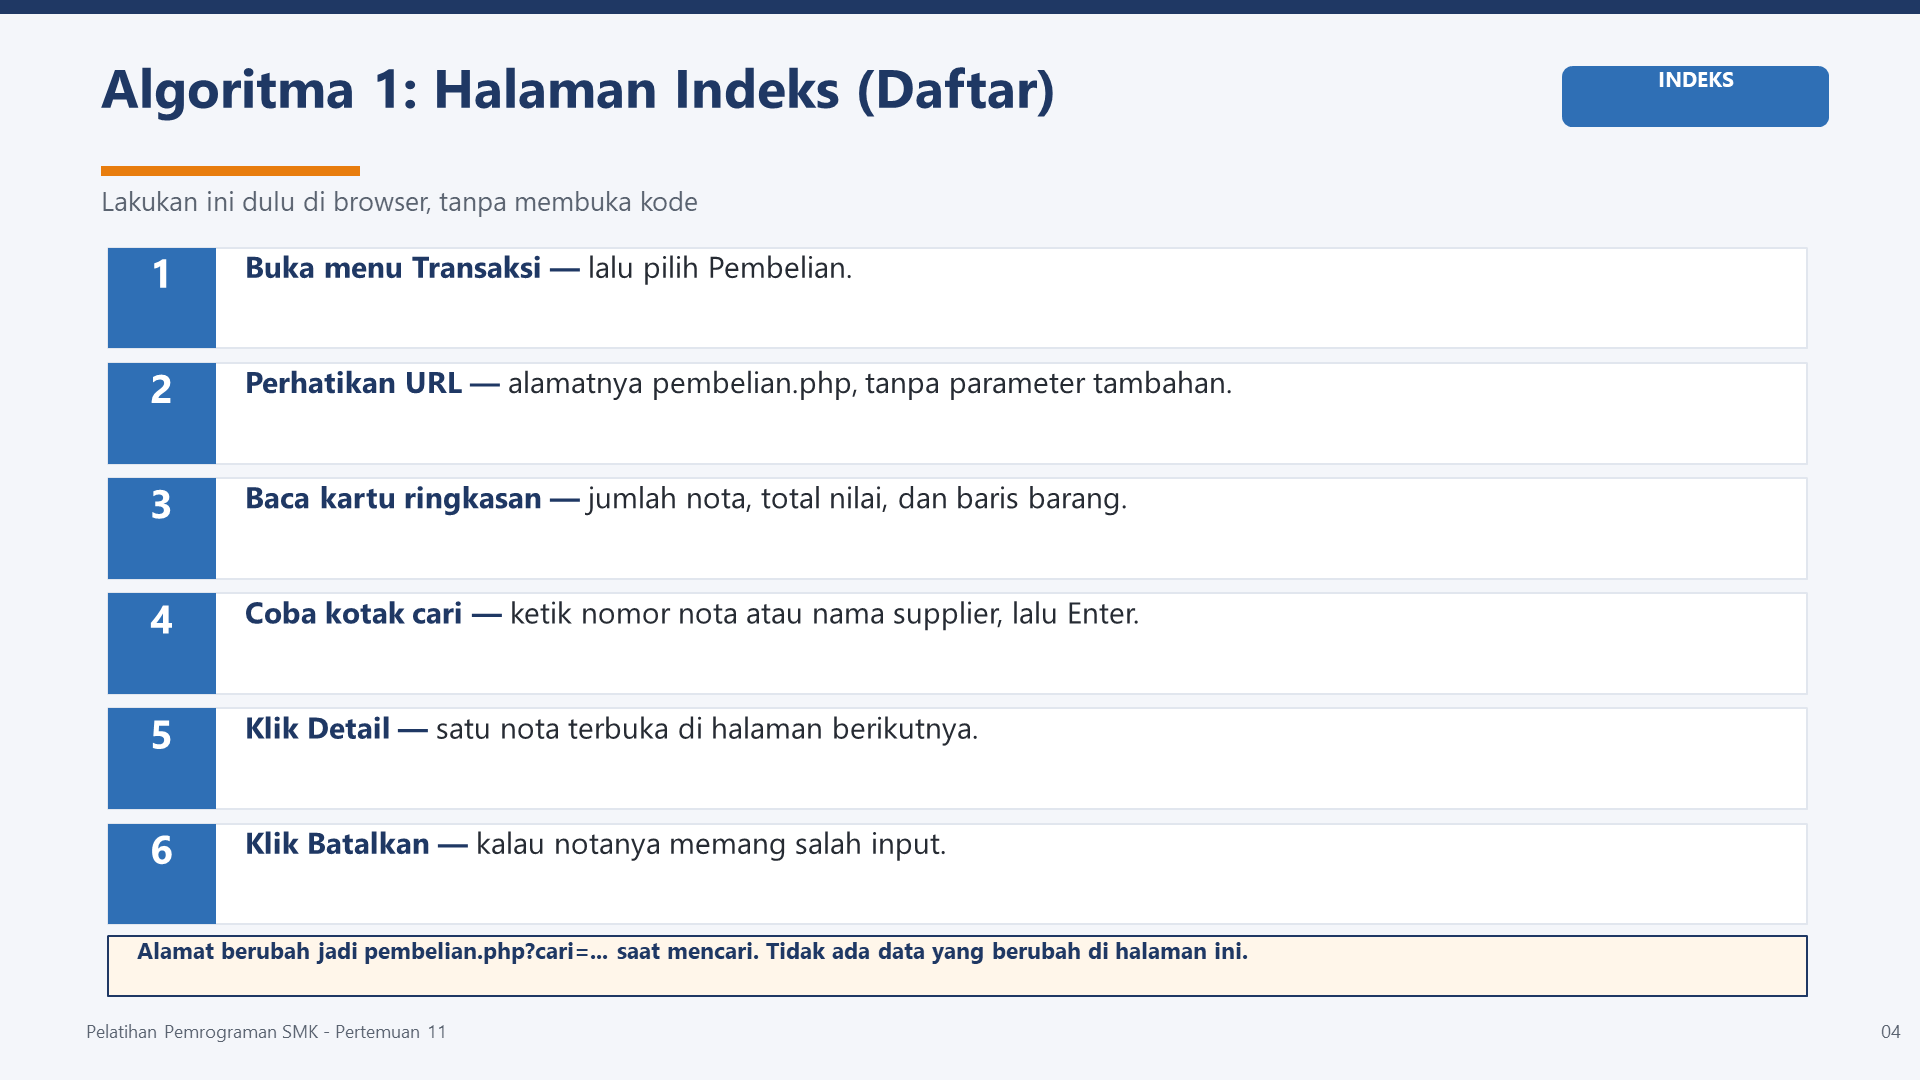 Algoritma 1: Halaman Indeks (Daftar)
INDEKS
Lakukan ini dulu di browser, tanpa membuka kode
1 Buka menu Transaksi — lalu pilih Pembelian.
2 Perhatikan URL — alamatnya pembelian.php, tanpa parameter tambahan.
3 Baca kartu ringkasan — jumlah nota, total nilai, dan baris barang.
4 Coba kotak cari — ketik nomor nota atau nama supplier, lalu Enter.
5 Klik Detail — satu nota terbuka di halaman berikutnya.
6 Klik Batalkan — kalau notanya memang salah input.
Alamat berubah jadi pembelian.php?cari=... saat mencari. Tidak ada data yang berubah di halaman ini.
Pelatihan Pemrograman SMK - Pertemuan 11
04